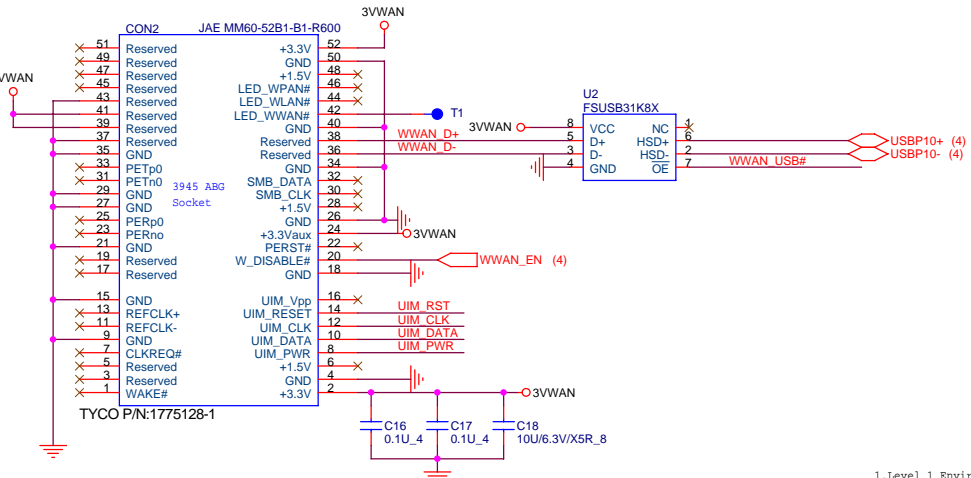 3VWAN
CON2 JAE MM60-52B1-B1-R600
51 Reserved +3.3V 52
49 Reserved GND 50
47 Reserved +1.5V 48
45 Reserved LED_WPAN# 46
43 Reserved LED_WLAN# 44
41 Reserved LED_WWAN# 42 T1
39 Reserved GND 40
37 Reserved Reserved 38 WWAN_D+
35 GND Reserved 36 WWAN_D-
33 PETp0 GND 34
31 PETn0 SMB_DATA 32
29 GND SMB_CLK 30
27 GND +1.5V 28
25 PERp0 GND 26
23 PERno +3.3Vaux 24 3VWAN
21 GND PERST# 22
19 Reserved W_DISABLE# 20 WWAN_EN (4)
17 Reserved GND 18
15 GND UIM_Vpp 16
13 REFCLK+ UIM_RESET 14 UIM_RST
11 REFCLK- UIM_CLK 12 UIM_CLK
9 GND UIM_DATA 10 UIM_DATA
7 CLKREQ# UIM_PWR 8 UIM_PWR
5 Reserved +1.5V 6
3 Reserved GND 4
1 WAKE# +3.3V 2 3VWAN
3945 ABG
Socket
TYCO P/N:1775128-1
U2
FSUSB31K8X
3VWAN 8 VCC NC 1
5 D+ HSD+ 6 USBP10+ (4)
3 D- HSD- 2 USBP10- (4)
4 GND OE 7 WWAN_USB#
C16
0.1U_4
C17
0.1U_4
C18
10U/6.3V/X5R_8